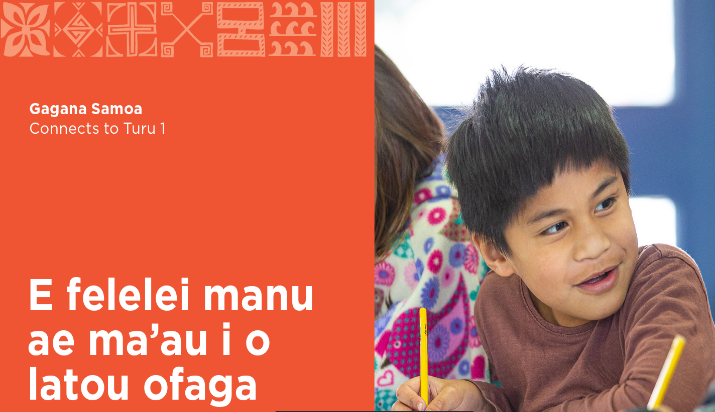 Gagana Samoa
Connects to Turu 1
E felelei manu
ae ma’au i o
latou ofaga